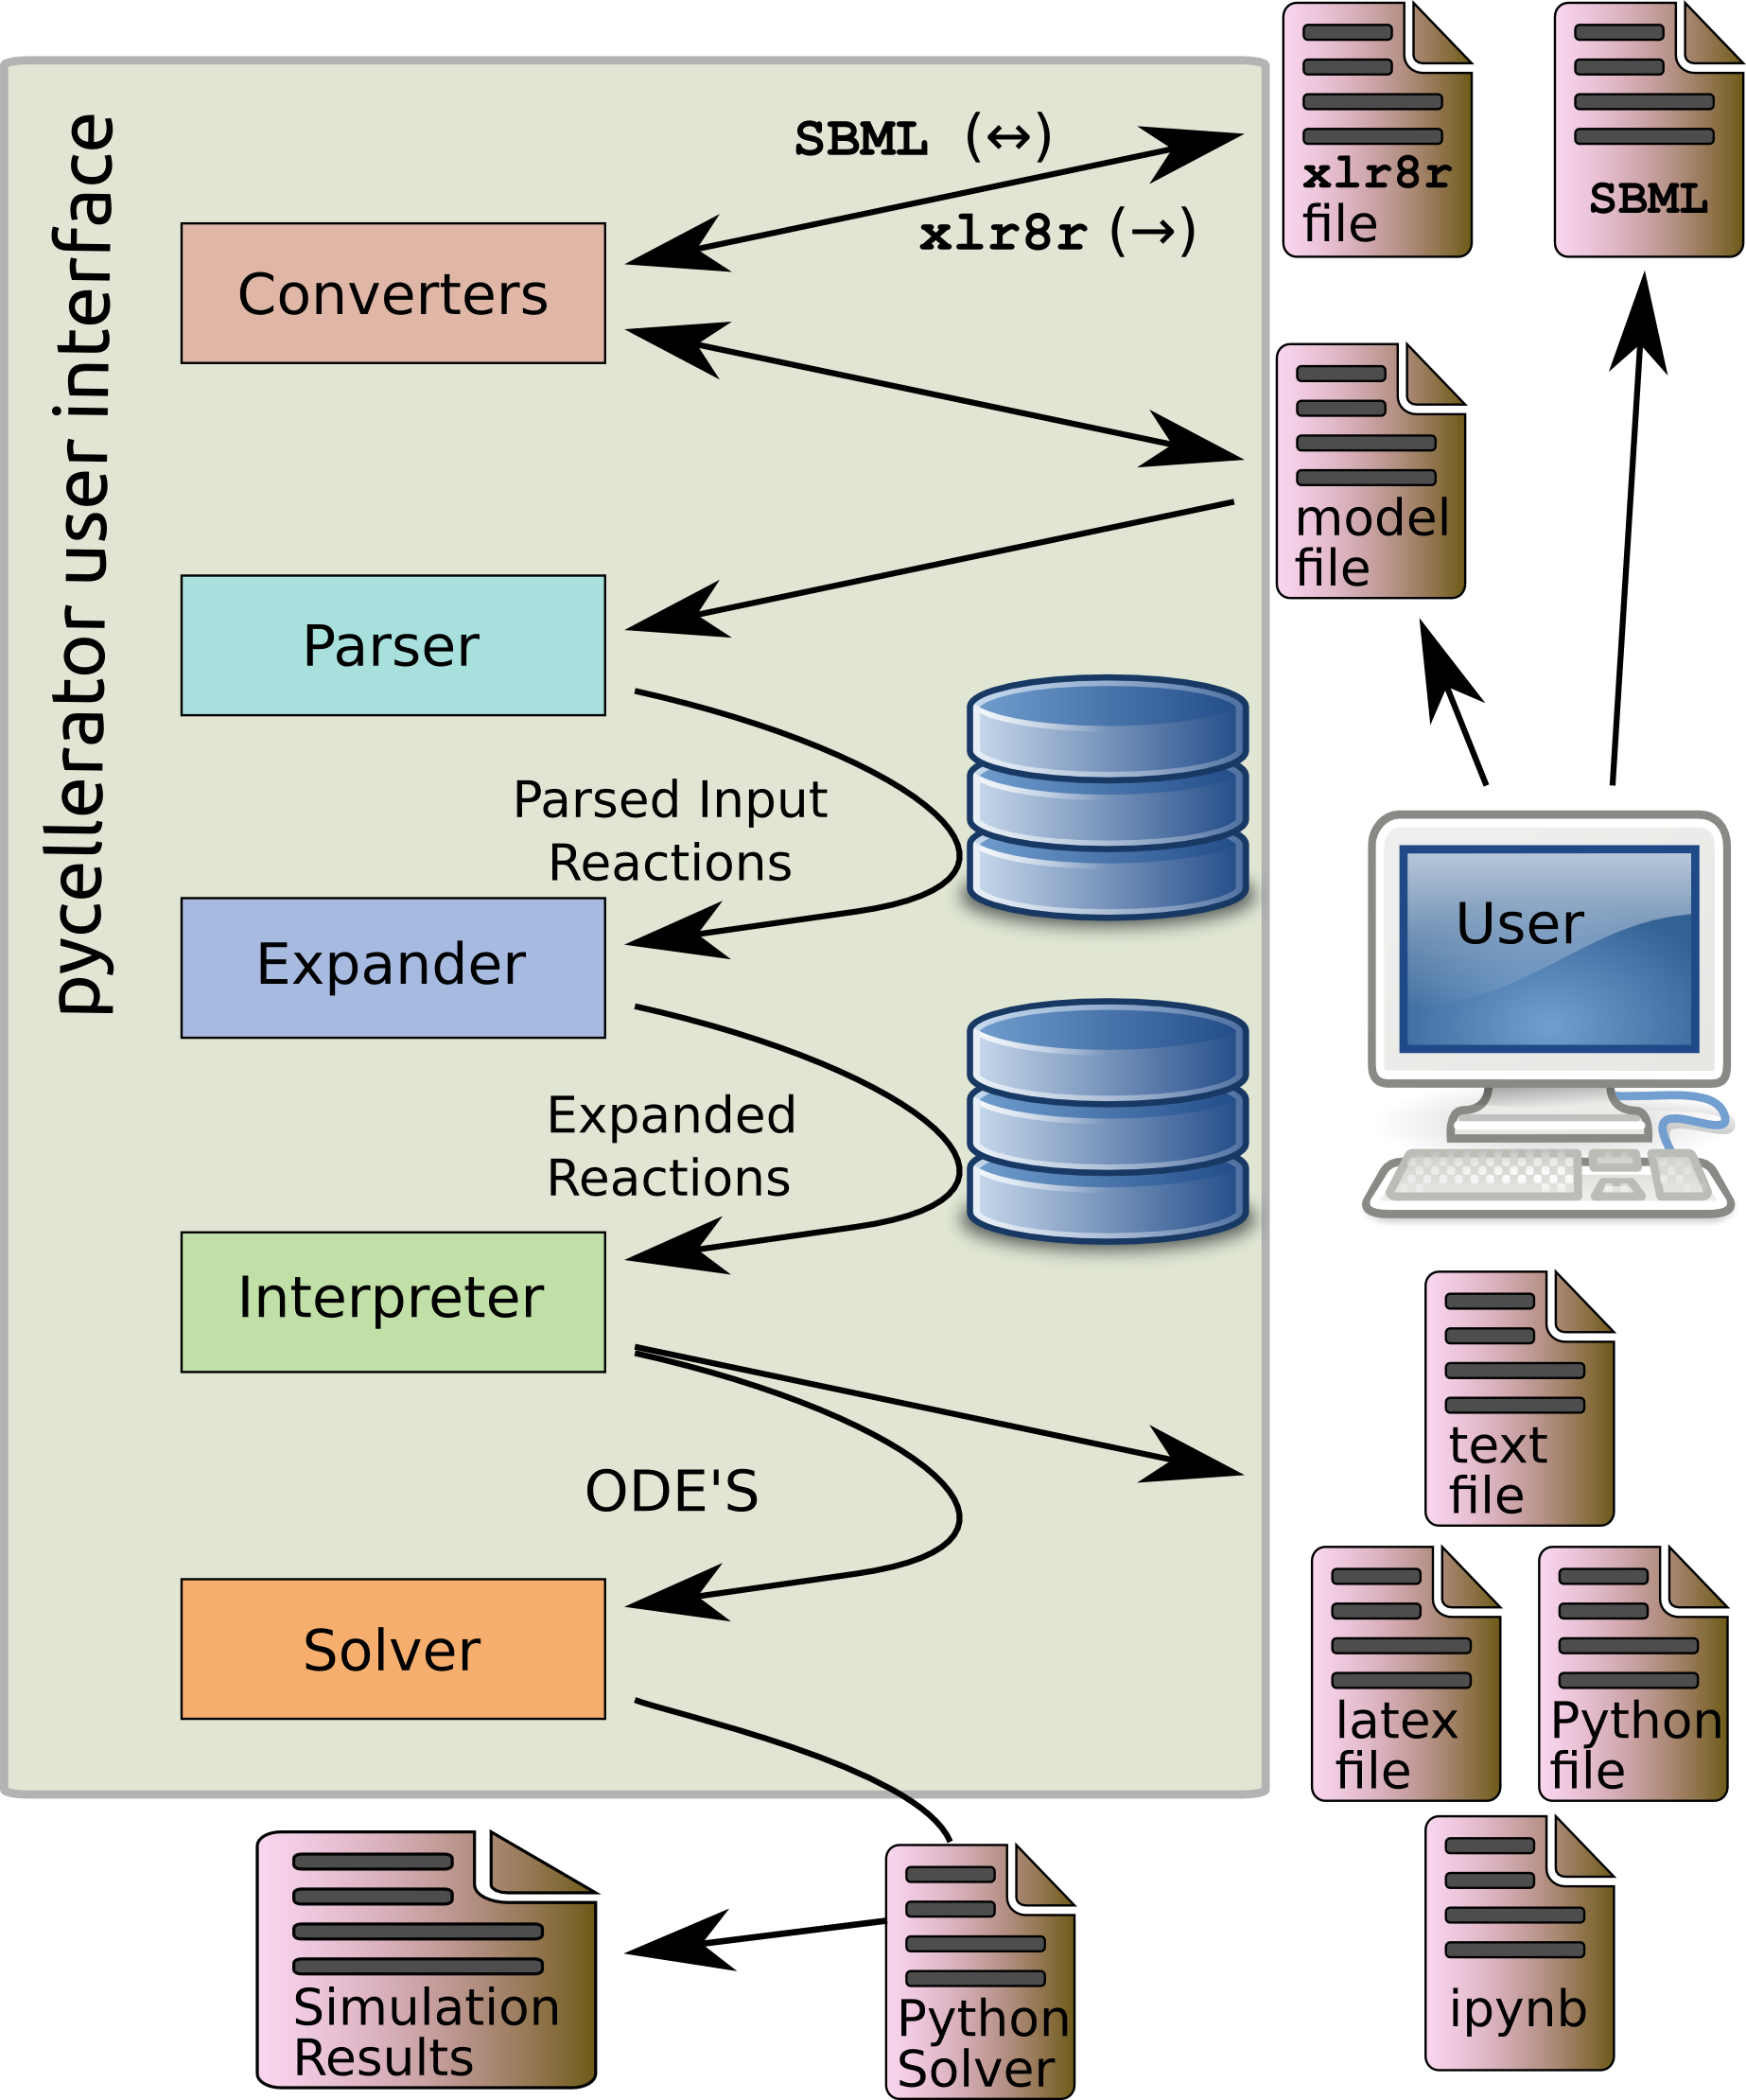 pycellerator user interface
SBML (↔)
xlr8r (→)
xlr8r
file
SBML
Converters
model
file
Parser
Parsed Input
Reactions
User
Expander
Expanded
Reactions
Interpreter
text
file
ODE'S
Solver
latex
file
Python
file
Simulation
Results
Python
Solver
ipynb